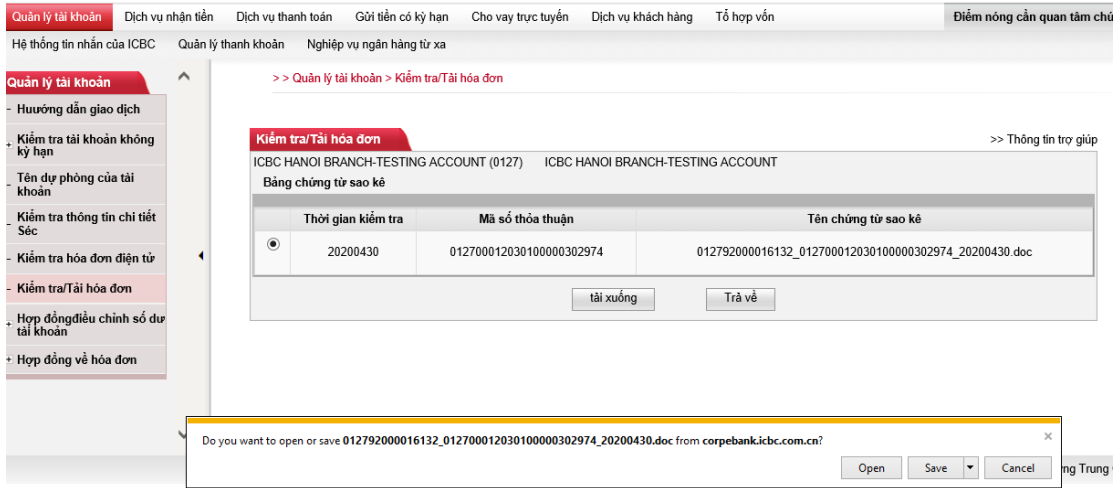 Quản lý tài khoản Dịch vụ nhận tiền Dịch vụ thanh toán Gửi tiền có kỳ hạn Cho vay trực tuyến Dịch vụ khách hàng Tổ hợp vốn Điểm nóng cần quan tâm chú
Hệ thống tin nhắn của ICBC Quản lý thanh khoản Nghiệp vụ ngân hàng từ xa
Quản lý tài khoản
- Huướng dẫn giao dịch
+ Kiểm tra tài khoản không
kỳ hạn
- Tên dự phòng của tài
khoản
- Kiểm tra thông tin chi tiết
Séc
- Kiểm tra hóa đơn điện tử
- Kiểm tra/Tải hóa đơn
+ Hợp đồngđiều chỉnh số dư
tài khoản
+ Hợp đồng về hóa đơn
> > Quản lý tài khoản > Kiểm tra/Tải hóa đơn
Kiểm tra/Tải hóa đơn
>> Thông tin trợ giúp
ICBC HANOI BRANCH-TESTING ACCOUNT (0127) ICBC HANOI BRANCH-TESTING ACCOUNT
Bảng chứng từ sao kê
Thời gian kiểm tra Mã số thỏa thuận Tên chứng từ sao kê
20200430 012700012030100000302974 012792000016132_012700012030100000302974_20200430.doc
tải xuống Trả về
Do you want to open or save 012792000016132_012700012030100000302974_20200430.doc from corpebank.icbc.com.cn?
Open Save Cancel
ng Trung